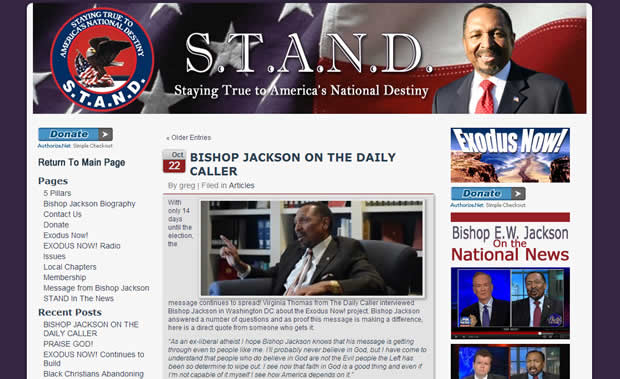 STAYING TRUE TO
AMERICA'S NATIONAL DESTINY
S.T.A.N.D.
S.T.A.N.D.
Staying True to America's National Destiny
Donate
Authorize.Net Simple Checkout
Return To Main Page
Pages
5 Pillars
Bishop Jackson Biography
Contact Us
Donate
Exodus Now!
EXODUS NOW! Radio
Issues
Local Chapters
Membership
Message from Bishop Jackson
STAND In The News
Recent Posts
BISHOP JACKSON ON THE
DAILY CALLER
PRAISE GOD!
EXODUS NOW! Continues to
Build
Black Christians Abandoning
« Older Entries
Oct
22
BISHOP JACKSON ON THE DAILY
CALLER
By greg | Filed in Articles
With
only 14
days
until the
election,
the
message continues to spread! Virginia Thomas from The Daily Caller interviewed
Bishop Jackson in Washington DC about the Exodus Now! project. Bishop Jackson
answered a number of questions and as proof this message is making a difference,
here is a direct quote from someone who gets it.
"As an ex-liberal atheist I hope Bishop Jackson knows that his message is getting
through even to people like me. I'll probably never believe in God, but I have come to
understand that people who do believe in God are not the Evil people the Left has
been so determine to wipe out. I see now that faith in God is a good thing and even if
I'm not capable of it myself I see how America depends on it."
Exodus Now!
Donate
Authorize.Net Simple Checkout
Bishop E.W. Jackson
On the
National News